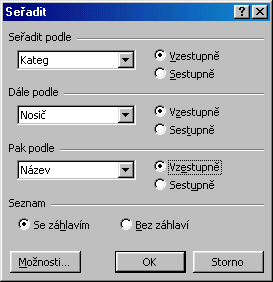 Seřadit
Seřadit podle
Kateg
Vzestupně
Sestupně
Dále podle
Nosič
Vzestupně
Sestupně
Pak podle
Název
Vzestupně
Sestupně
Seznam
Se záhlavím
Bez záhlaví
Možnosti...
OK
Storno